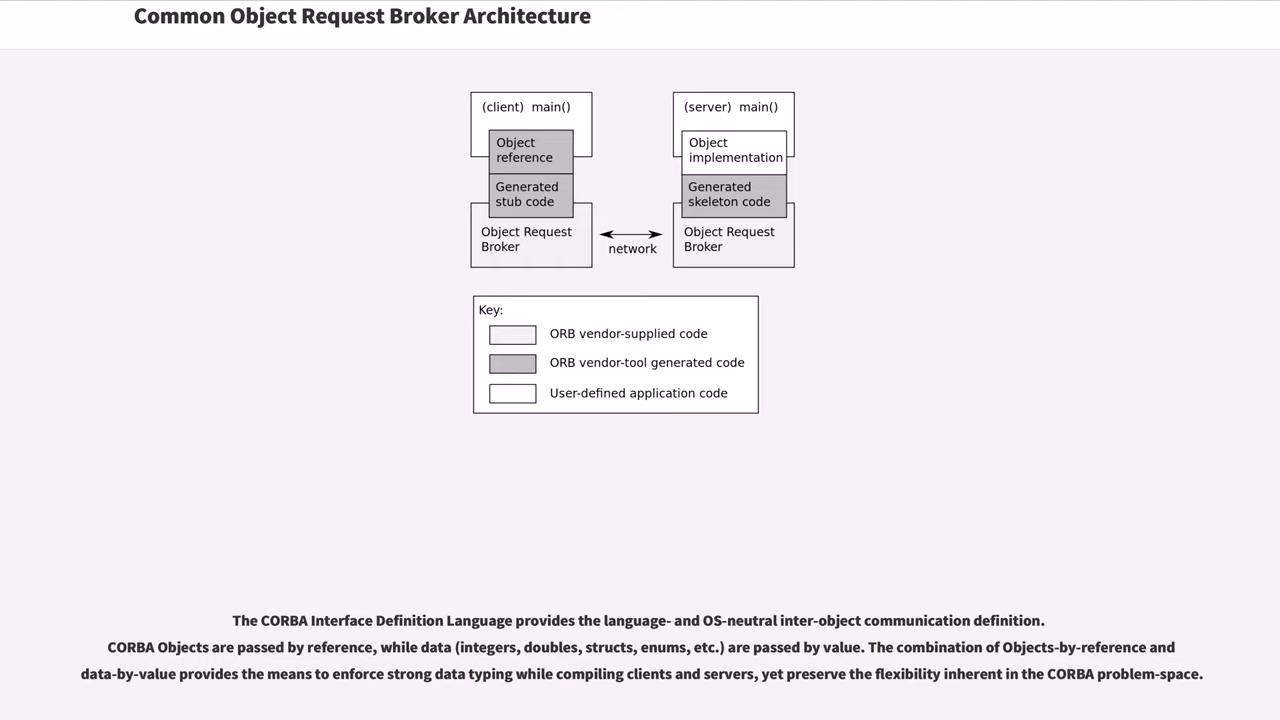 Common Object Request Broker Architecture
(client) main()
Object
reference
Generated
stub code
Object Request
Broker
network
(server) main()
Object
implementation
Generated
skeleton code
Object Request
Broker
Key:
ORB vendor-supplied code
ORB vendor-tool generated code
User-defined application code
The CORBA Interface Definition Language provides the language- and OS-neutral inter-object communication definition.
CORBA Objects are passed by reference, while data (integers, doubles, structs, enums, etc.) are passed by value. The combination of Objects-by-reference and
data-by-value provides the means to enforce strong data typing while compiling clients and servers, yet preserve the flexibility inherent in the CORBA problem-space.